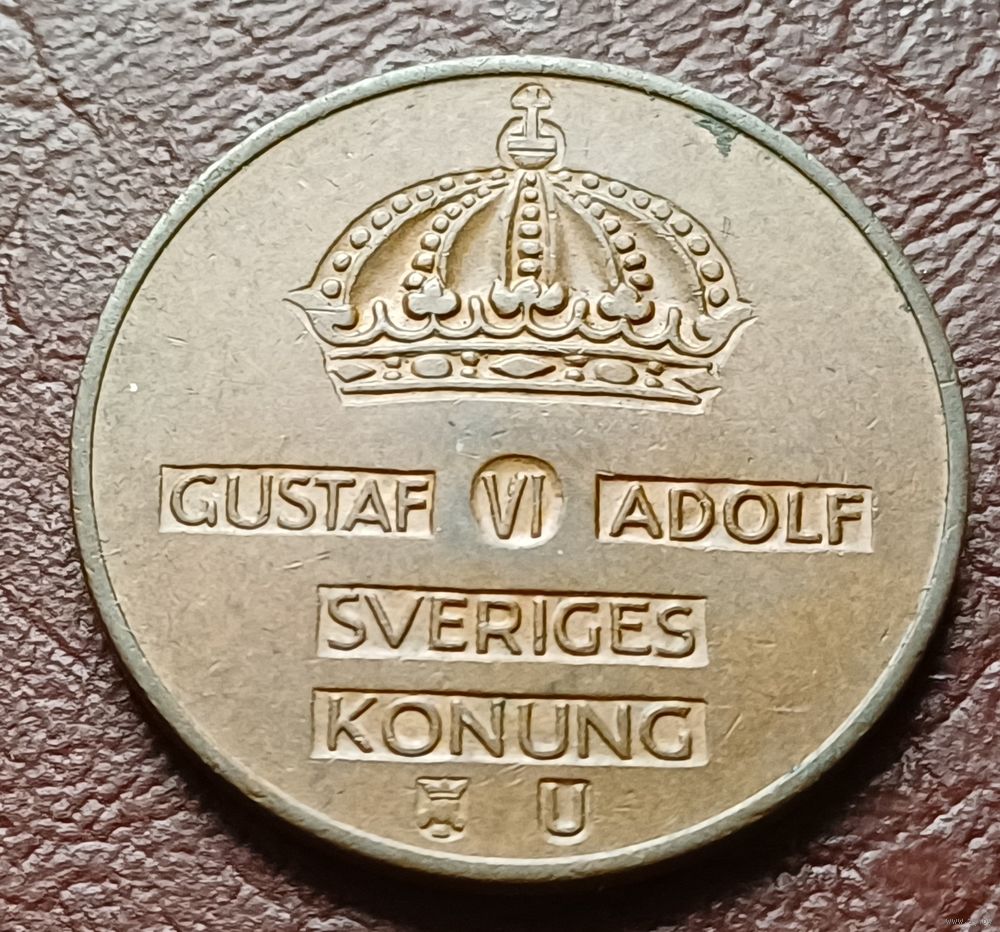 GUSTAF VI ADOLF
SVERIGES
KONUNG
U